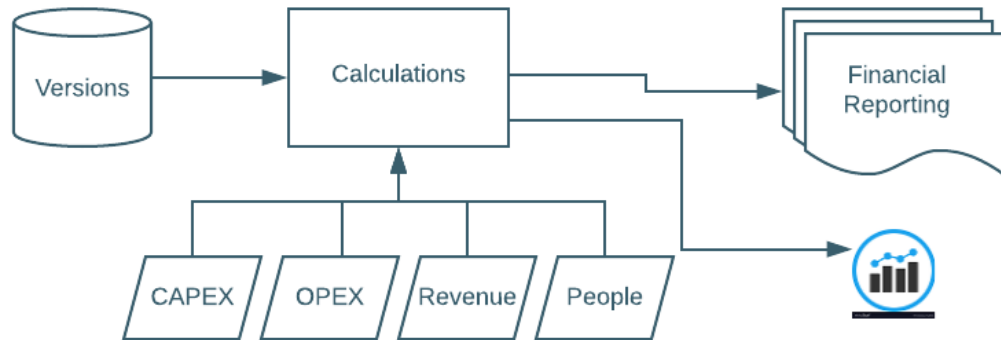 Versions
Calculations
Financial
Reporting
CAPEX
OPEX
Revenue
People